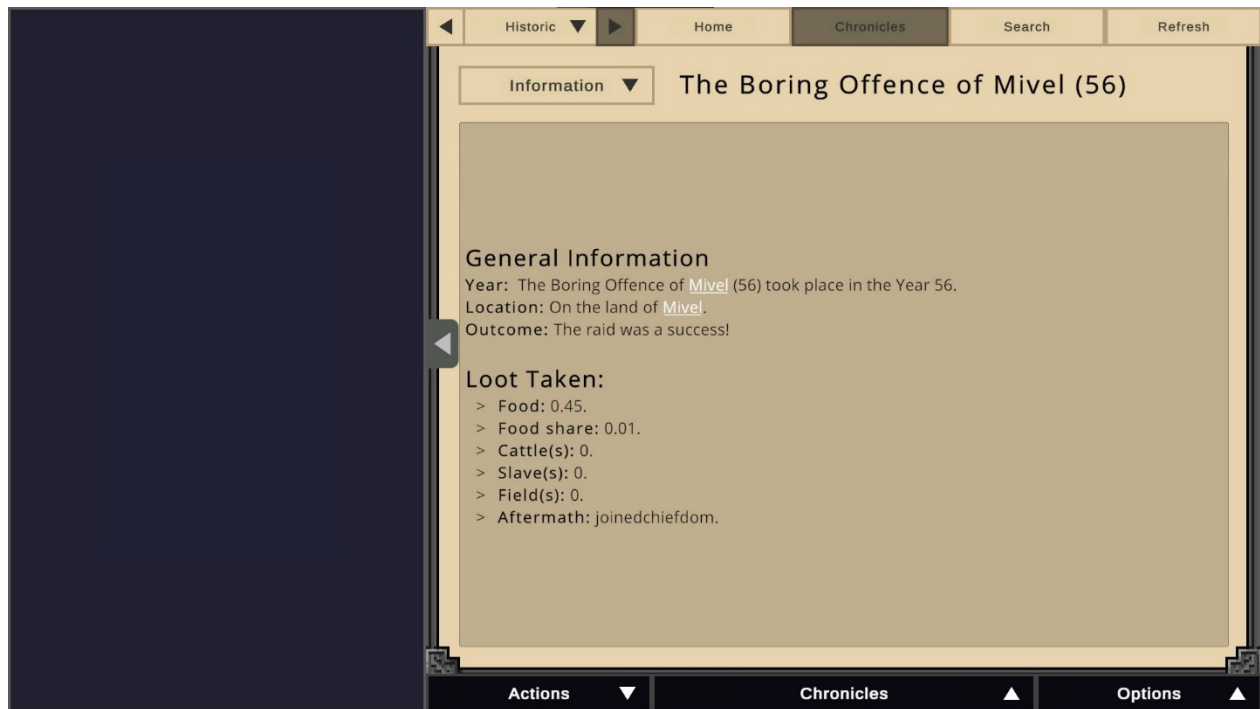 Historic
Home
Chronicles
Search
Refresh
Information
The Boring Offence of Mivel (56)
General Information
Year: The Boring Offence of Mivel (56) took place in the Year 56.
Location: On the land of Mivel.
Outcome: The raid was a success!
Loot Taken:
> Food: 0.45.
> Food share: 0.01.
> Cattle(s): 0.
> Slave(s): 0.
> Field(s): 0.
> Aftermath: joinedchiefdom.
Actions
Chronicles
Options